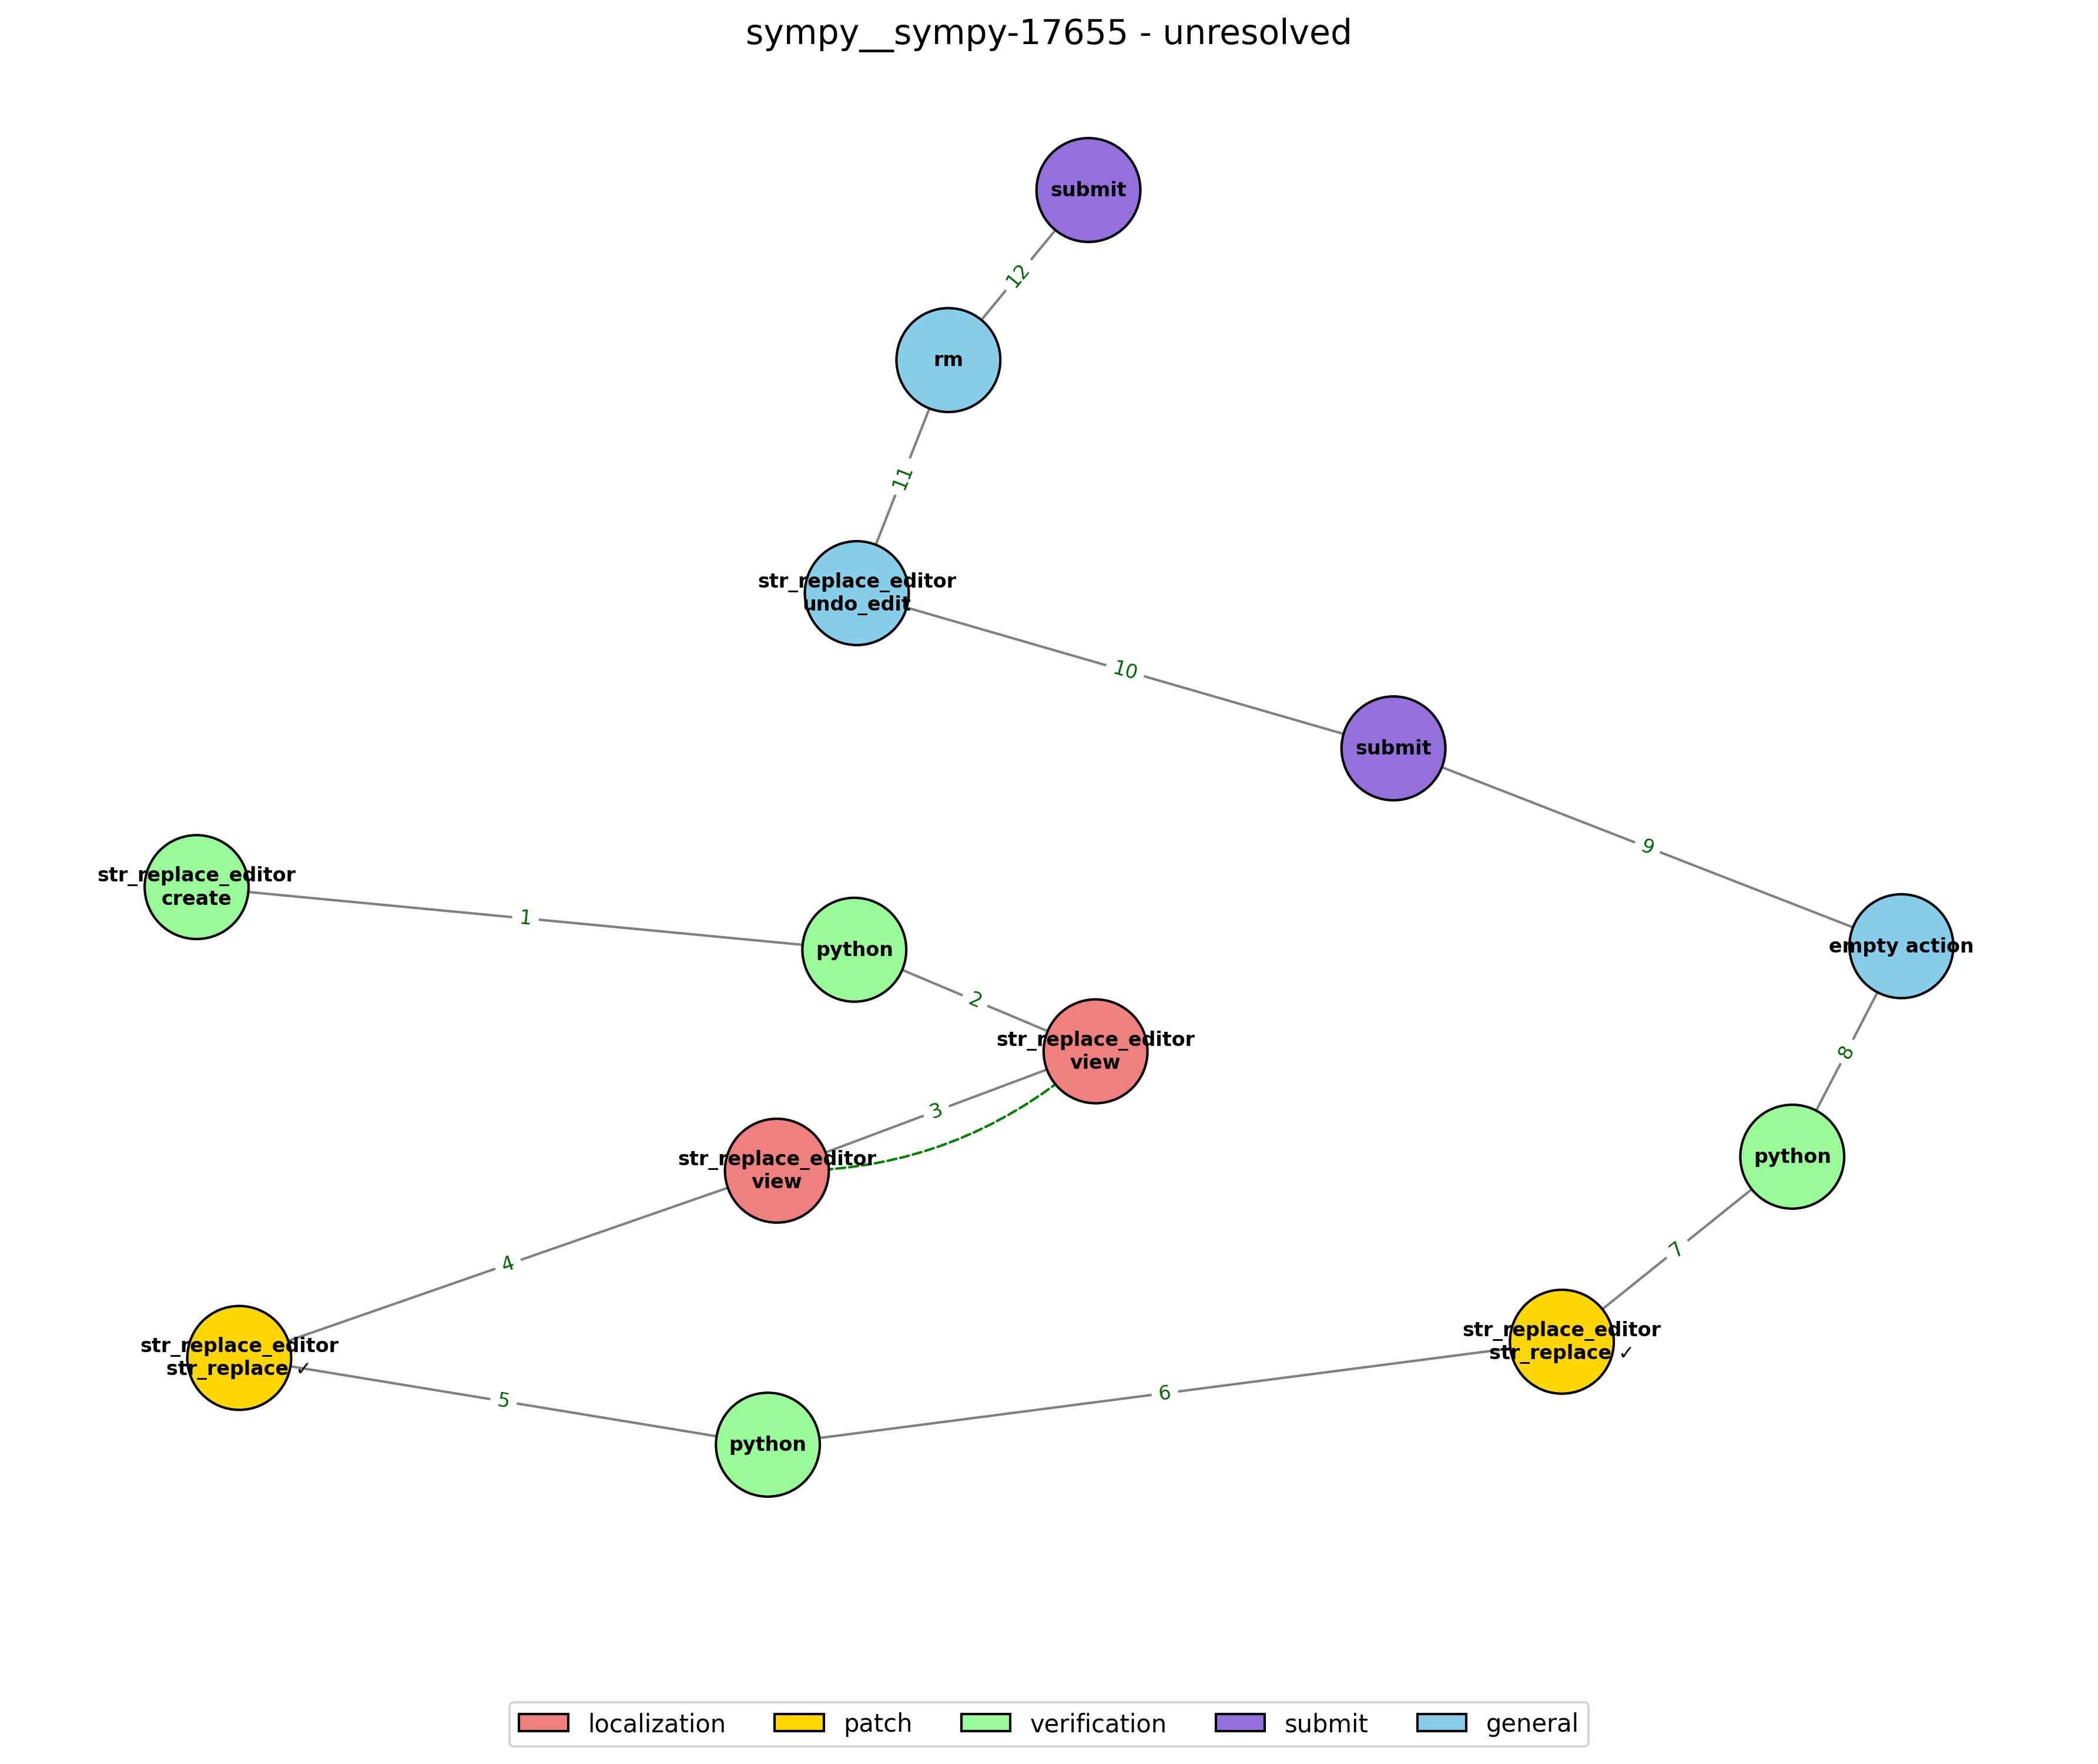 sympy__sympy-17655 - unresolved
submit
12
rm
11
str_replace_editor
undo_edit
10
submit
9
str_replace_editor
create
1
python
empty action
2
str_replace_editor
view
8
3
str_replace_editor
view
python
4
7
str_replace_editor
str_replace ✓
str_replace_editor
str_replace ✓
5
6
python
localization
patch
verification
submit
general